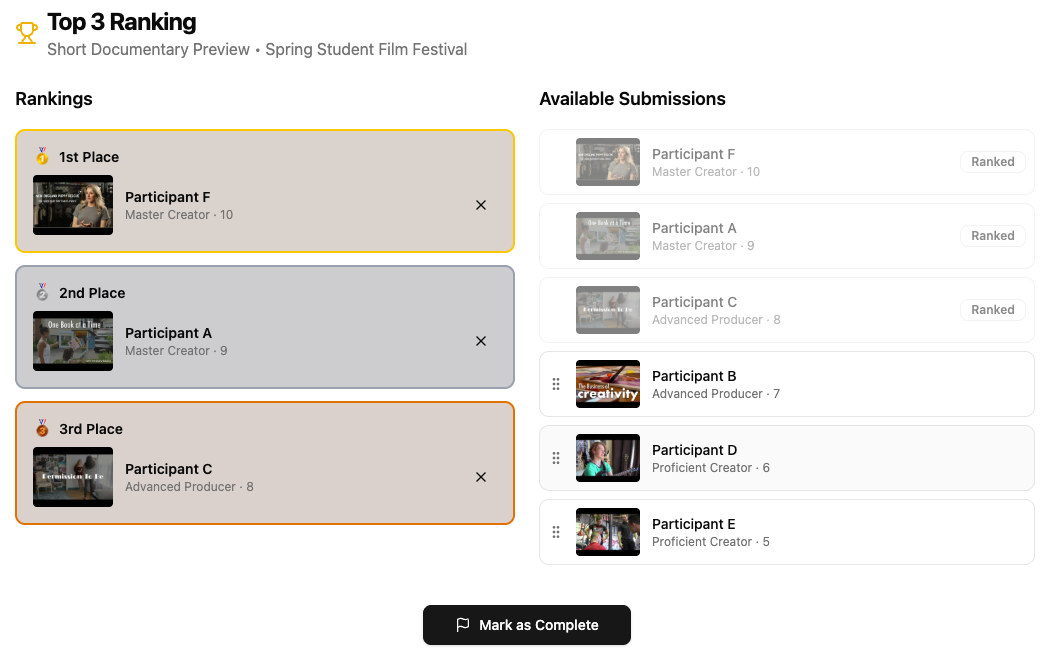 Top 3 Ranking
Short Documentary Preview • Spring Student Film Festival
Rankings
1st Place
Participant F
Master Creator · 10
2nd Place
One Book at a Time
Participant A
Master Creator · 9
3rd Place
Permission To Be
Participant C
Advanced Producer · 8
Available Submissions
Participant F
Master Creator · 10
Ranked
One Book at a Time
Participant A
Master Creator · 9
Ranked
Permission To Be
Participant C
Advanced Producer · 8
Ranked
The Business of
creativity
Participant B
Advanced Producer · 7
Participant D
Proficient Creator · 6
Participant E
Proficient Creator · 5
Mark as Complete